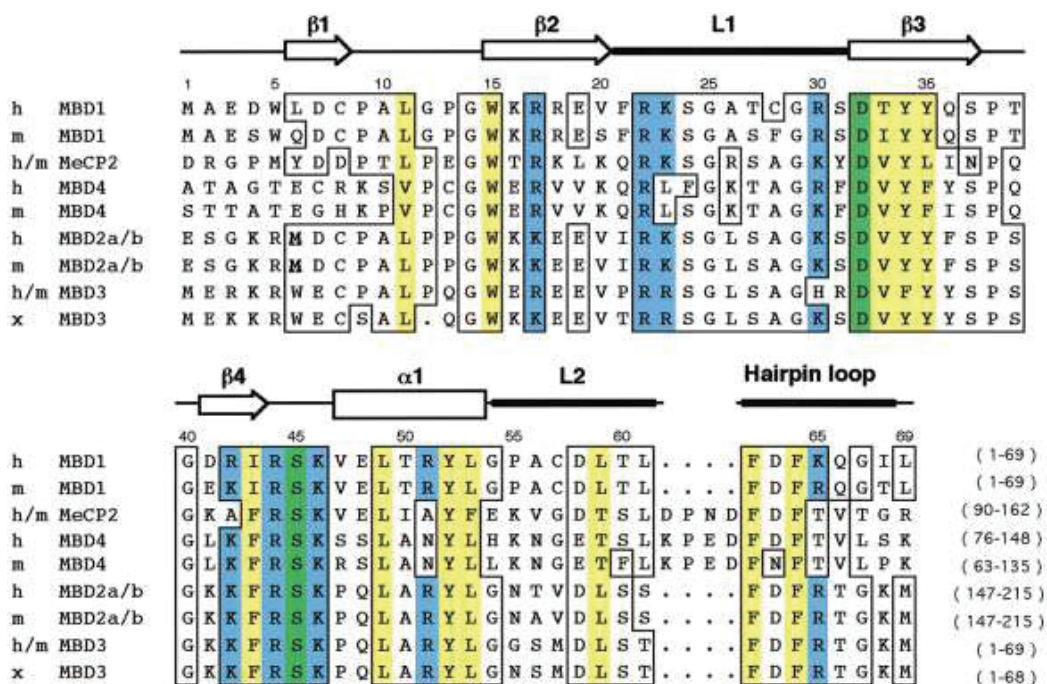 β1 β2 L1 β3
1 5 10 15 20 25 30 35
h MBD1 M A E D W L D C P A L G P G W K R R E V F R K S G A T C G R S D T Y Y Q S P T
m MBD1 M A E S W Q D C P A L G P G W K R R E S F R K S G A S F G R S D I Y Y Q S P T
h/m MeCP2 D R G P M Y D D P T L P E G W T R K L K Q R K S G R S A G K Y D V Y L I N P Q
h MBD4 A T A G T E C R K S V P C G W E R V V K Q R L F G K T A G R F D V Y F Y S P Q
m MBD4 S T T A T E G H K P V P C G W E R V V K Q R L S G K T A G K F D V Y F I S P Q
h MBD2a/b E S G K R M D C P A L P P G W K K E E V I R K S G L S A G K S D V Y Y F S P S
m MBD2a/b E S G K R M D C P A L P P G W K K E E V I R K S G L S A G K S D V Y Y F S P S
h/m MBD3 M E R K R W E C P A L P Q G W E R E E V P R R S G L S A G H R D V F Y Y S P S
x MBD3 M E K K R W E C S A L . Q G W K K E E V T R R S G L S A G K S D V Y Y Y S P S
β4 α1 L2 Hairpin loop
40 45 50 55 60 65 69
h MBD1 G D R I R S K V E L T R Y L G P A C D L T L . . . . F D F K Q G I L ( 1-69 )
m MBD1 G E K I R S K V E L T R Y L G P A C D L T L . . . . F D F R Q G T L ( 1-69 )
h/m MeCP2 G K A F R S K V E L I A Y F E K V G D T S L D P N D F D F T V T G R ( 90-162 )
h MBD4 G L K F R S K S S L A N Y L H K N G E T S L K P E D F D F T V L S K ( 76-148 )
m MBD4 G L K F R S K R S L A N Y L L K N G E T F L K P E D F N F T V L P K ( 63-135 )
h MBD2a/b G K K F R S K P Q L A R Y L G N T V D L S S . . . . F D F R T G K M ( 147-215 )
m MBD2a/b G K K F R S K P Q L A R Y L G N A V D L S S . . . . F D F R T G K M ( 147-215 )
h/m MBD3 G K K F R S K P Q L A R Y L G G S M D L S T . . . . F D F R T G K M ( 1-69 )
x MBD3 G K K F R S K P Q L A R Y L G N S M D L S T . . . . F D F R T G K M ( 1-68 )